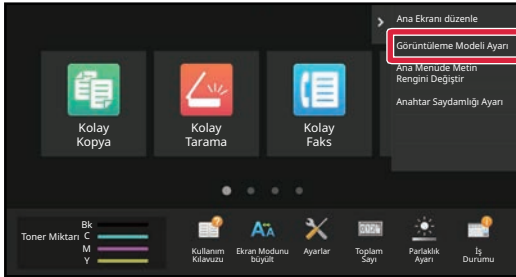 Ana Ekranı düzenle
Görüntüleme Modeli Ayarı
Ana Menüde Metin
Rengini Değiştir
Anahtar Saydamlığı Ayarı
Kolay
Kopya
Kolay
Tarama
Kolay
Faks
Toner Miktarı
Bk
C
M
Y
Kullanım
Kılavuzu
Ekran Modunu
büyült
Ayarlar
Toplam
Sayı
Parlaklık
Ayarı
İş
Durumu